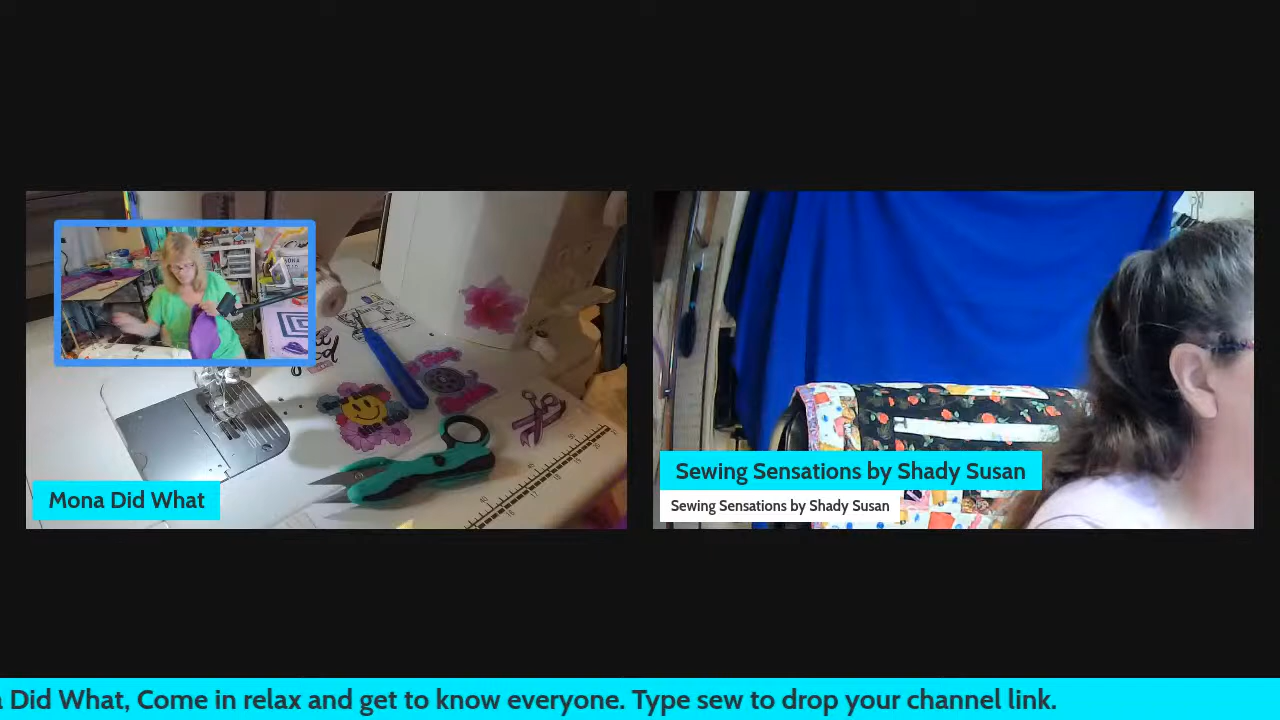 Mona Did What
Sewing Sensations by Shady Susan
Sewing Sensations by Shady Susan
Did What, Come in relax and get to know everyone. Type sew to drop your channel link.